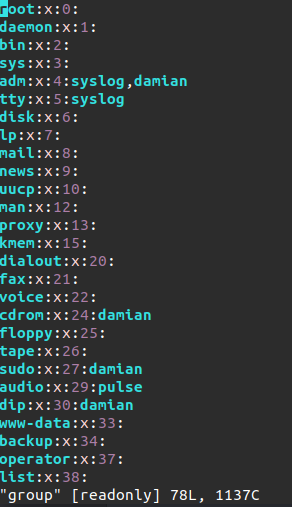 root:x:0:
daemon:x:1:
bin:x:2:
sys:x:3:
adm:x:4:syslog,damian
tty:x:5:syslog
disk:x:6:
lp:x:7:
mail:x:8:
news:x:9:
uucp:x:10:
man:x:12:
proxy:x:13:
kmem:x:15:
dialout:x:20:
fax:x:21:
voice:x:22:
cdrom:x:24:damian
floppy:x:25:
tape:x:26:
sudo:x:27:damian
audio:x:29:pulse
dip:x:30:damian
www-data:x:33:
backup:x:34:
operator:x:37:
list:x:38:
"group" [readonly] 78L, 1137C